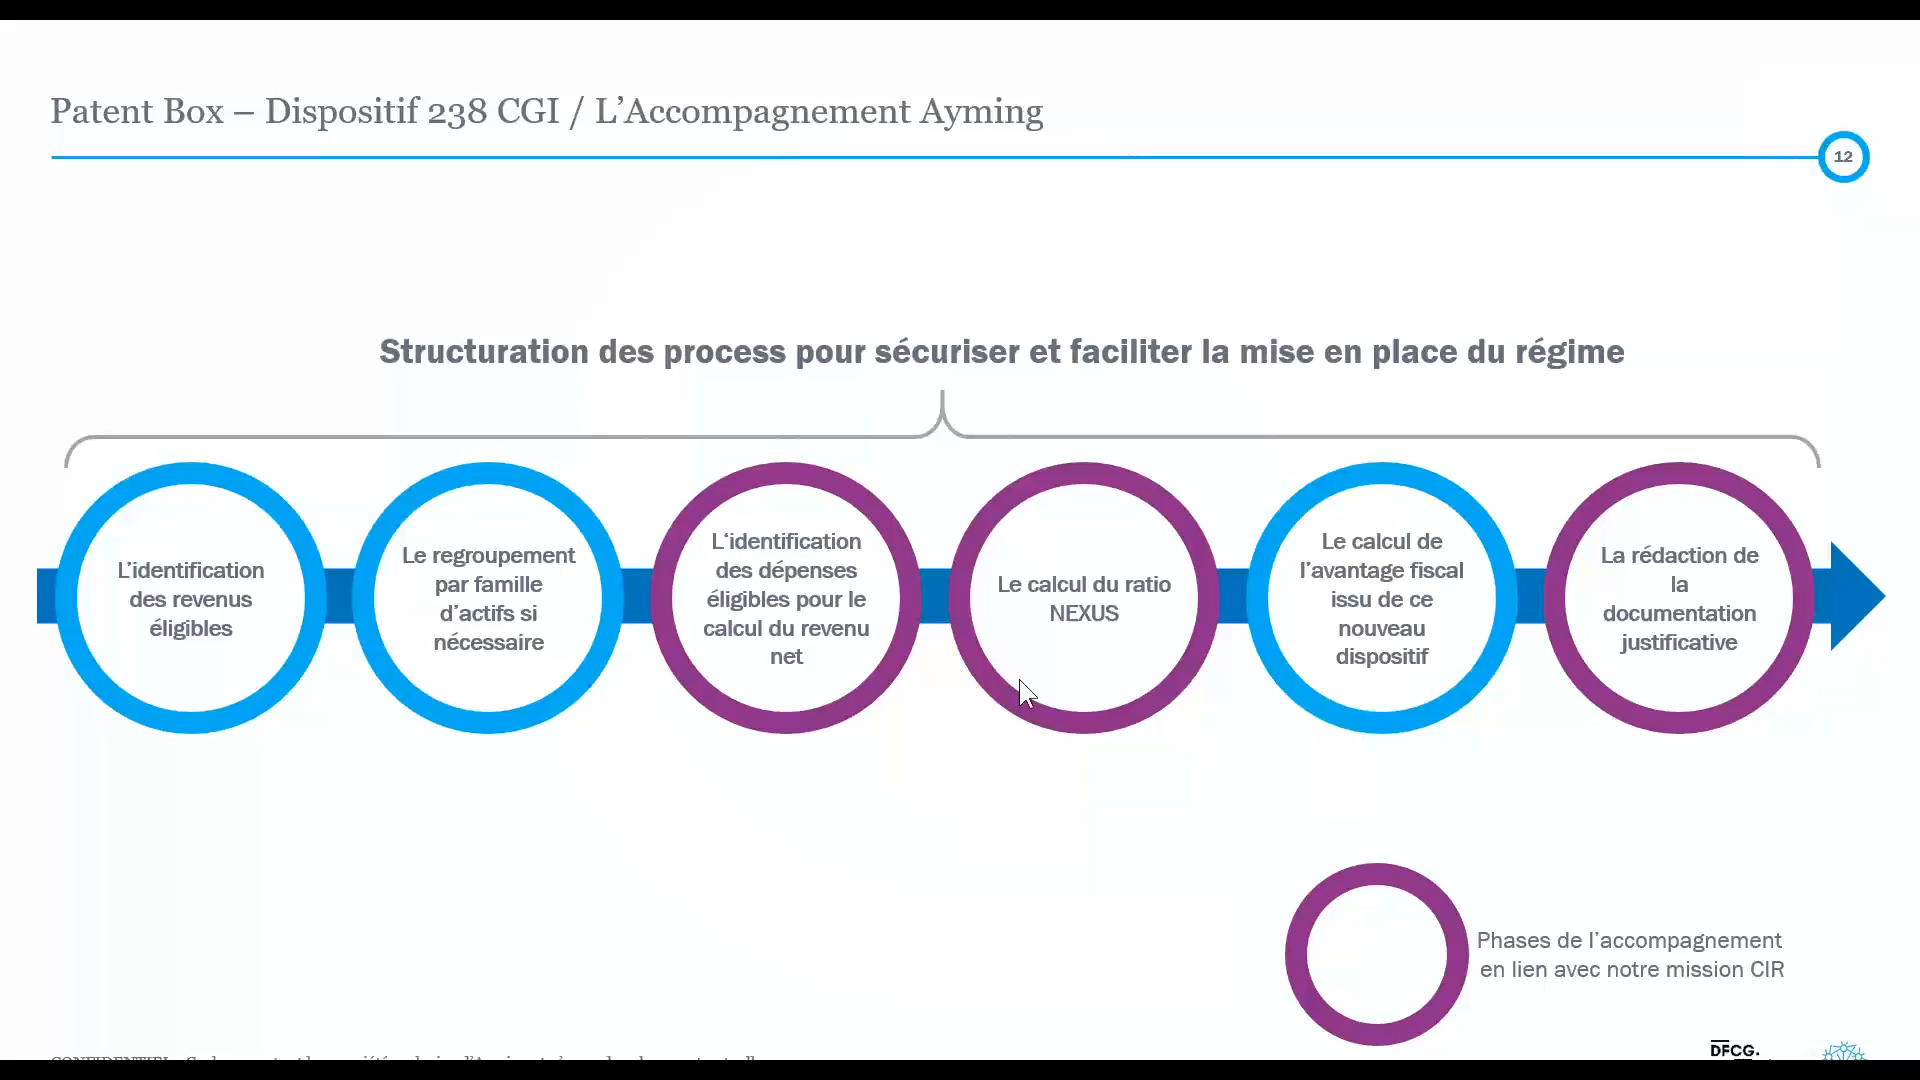 Patent Box – Dispositif 238 CGI / L’Accompagnement Ayming
12
Structuration des process pour sécuriser et faciliter la mise en place du régime
L’identification
des revenus
éligibles
Le regroupement
par famille
d’actifs si
nécessaire
L‘identification
des dépenses
éligibles pour le
calcul du revenu
net
Le calcul du ratio
NEXUS
Le calcul de
l’avantage fiscal
issu de ce
nouveau
dispositif
La rédaction de
la
documentation
justificative
Phases de l’accompagnement
en lien avec notre mission CIR
DFCG.